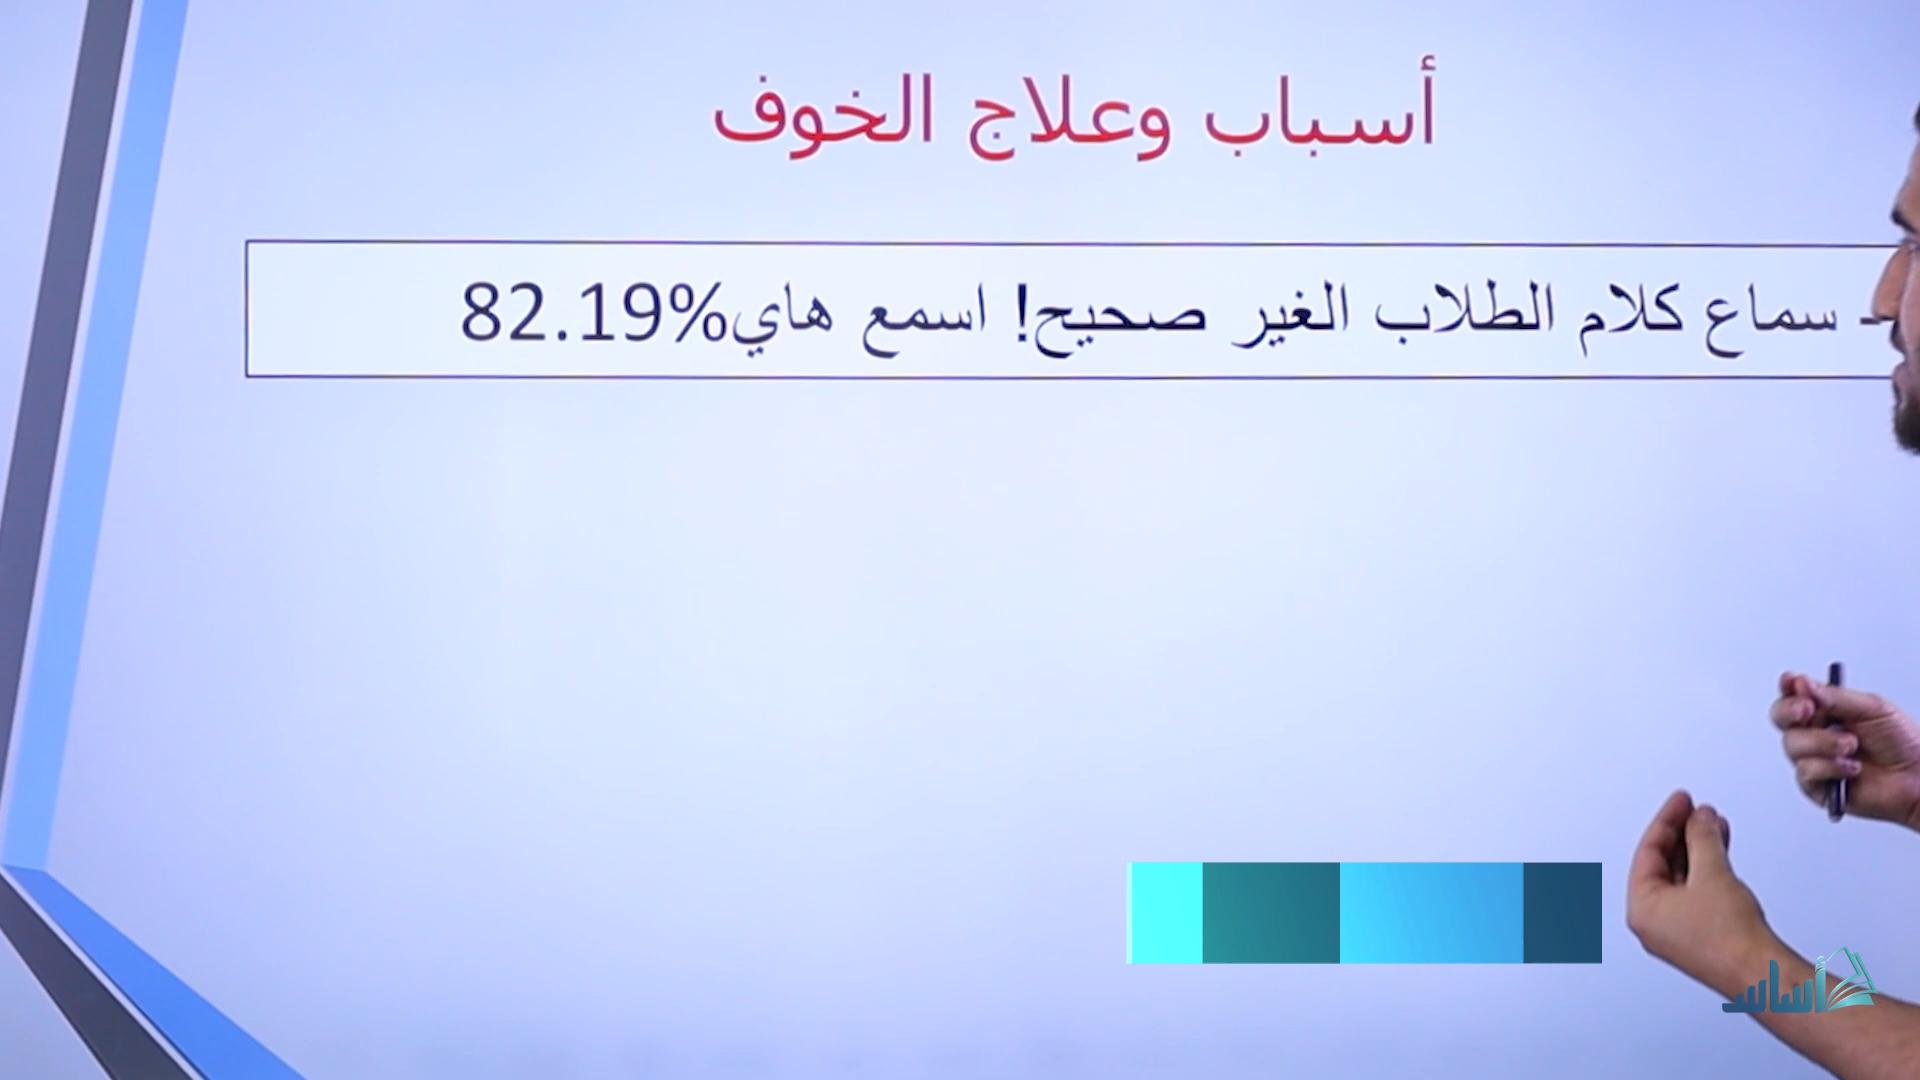 أسباب وعلاج الخوف
- سماع كلام الطلاب الغير صحيح! اسمع هاي82.19%
أساس